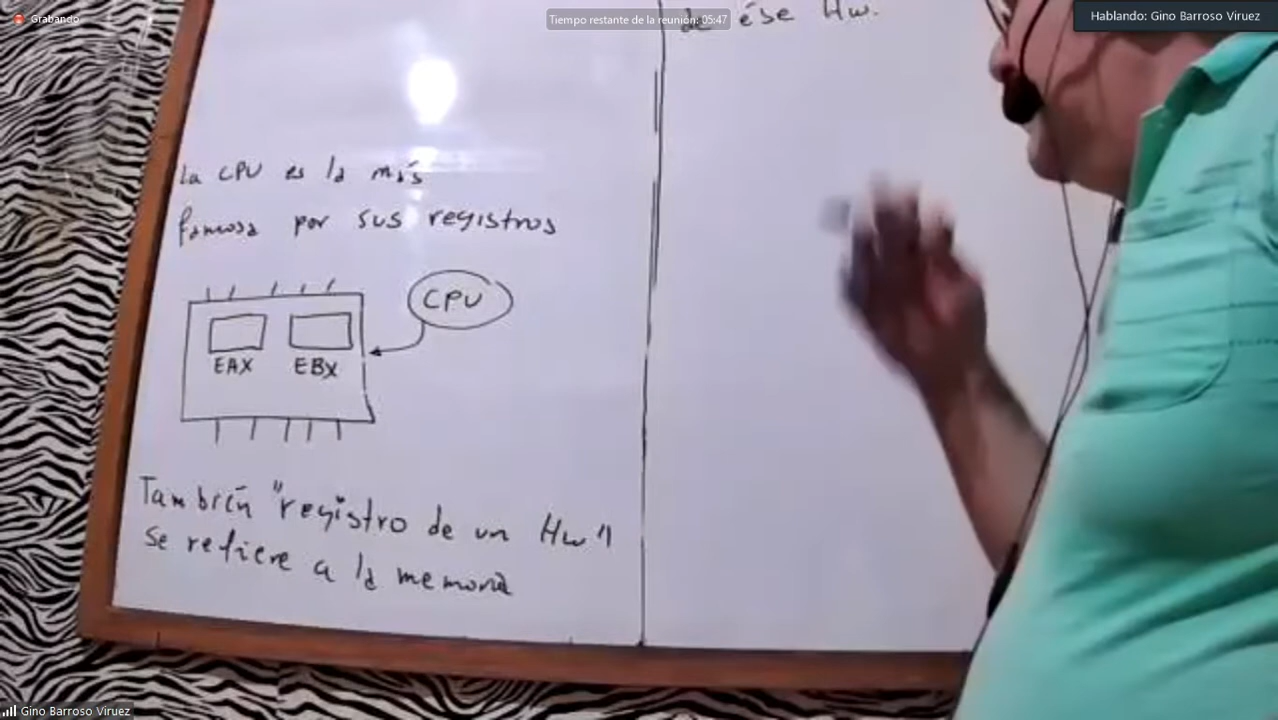 Grabando
Tiempo restante de la reunión: 05:47
Hablando: Gino Barroso Viruez
La CPU es la más
famosa por sus registros
CPU
EAX EBX
También "registro de un Hw"
se refiere a la memoria
de ése Hw.
Gino Barroso Viruez